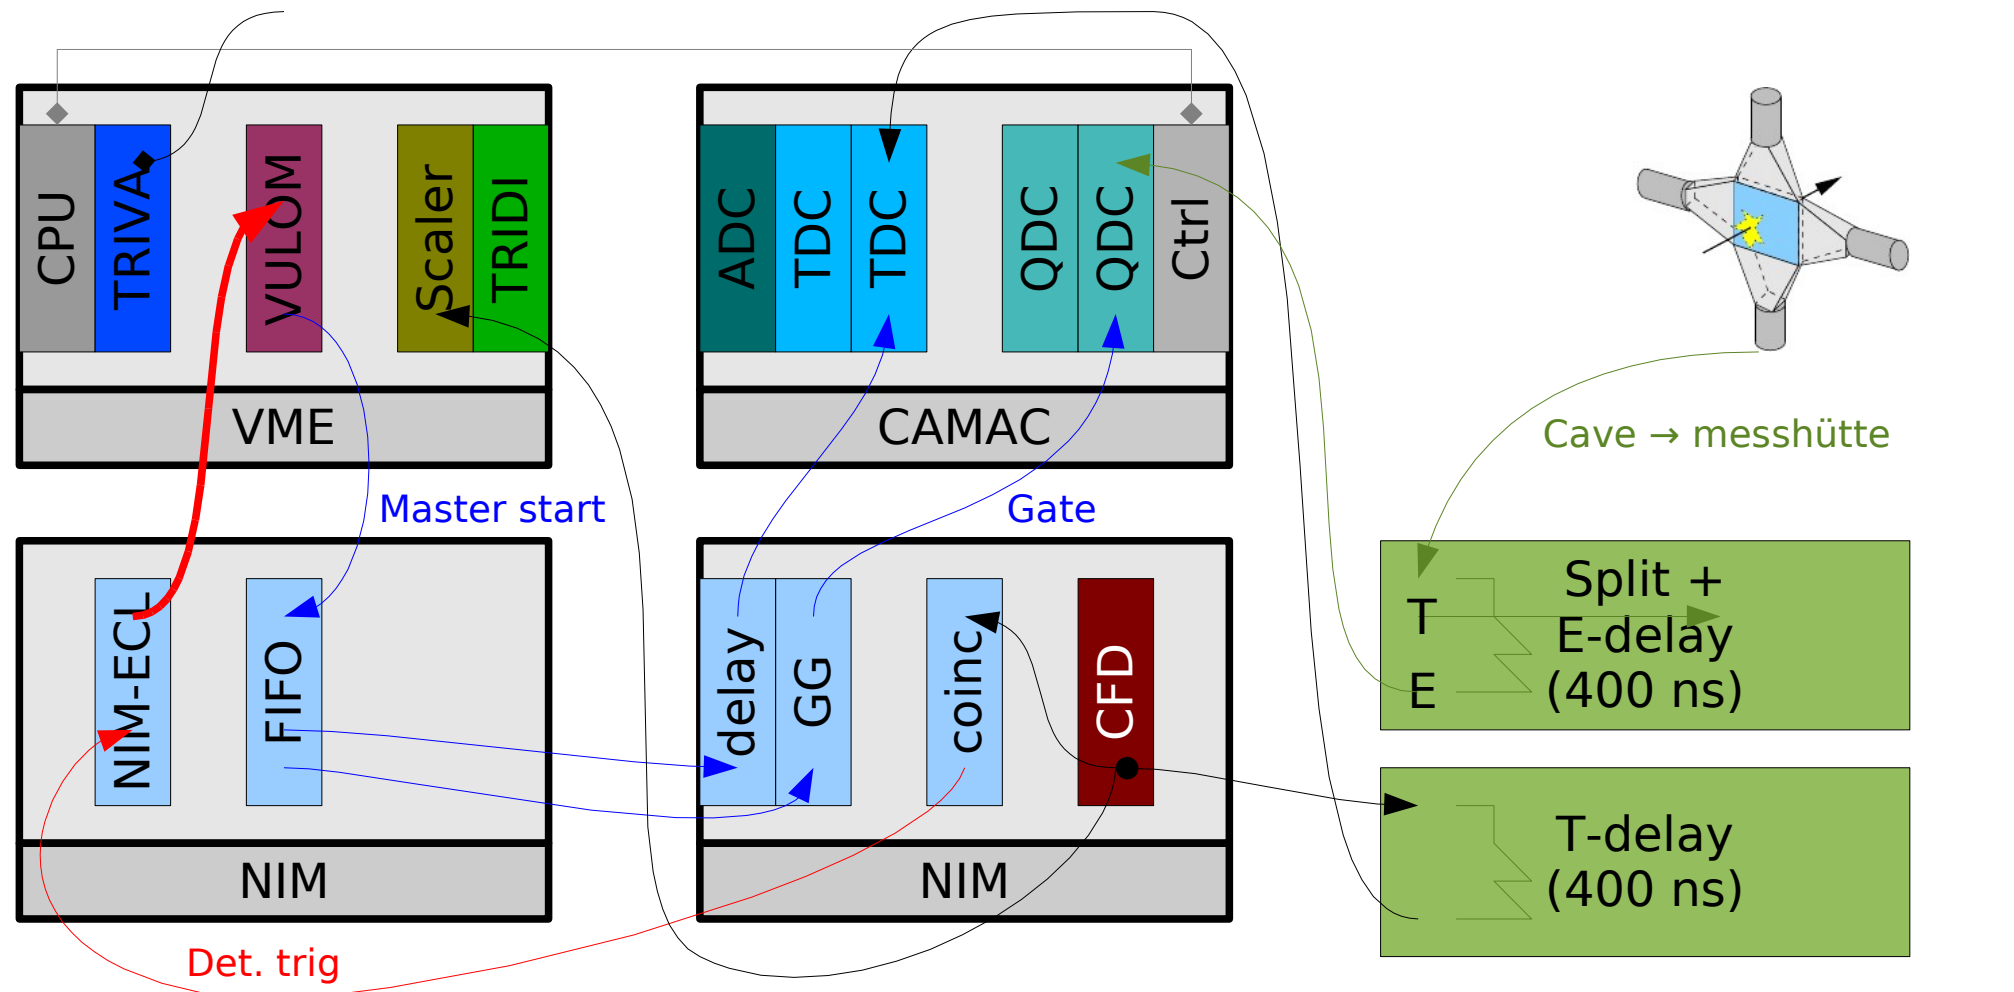 CPU
TRIVA
VULOM
Scaler
TRIDI
VME
ADC
TDC
TDC
QDC
QDC
Ctrl
CAMAC
Cave → messhütte
Master start
Gate
NIM-ECL
FIFO
NIM
delay
GG
coinc
CFD
NIM
T
E
Split +
E-delay
(400 ns)
T-delay
(400 ns)
Det. trig